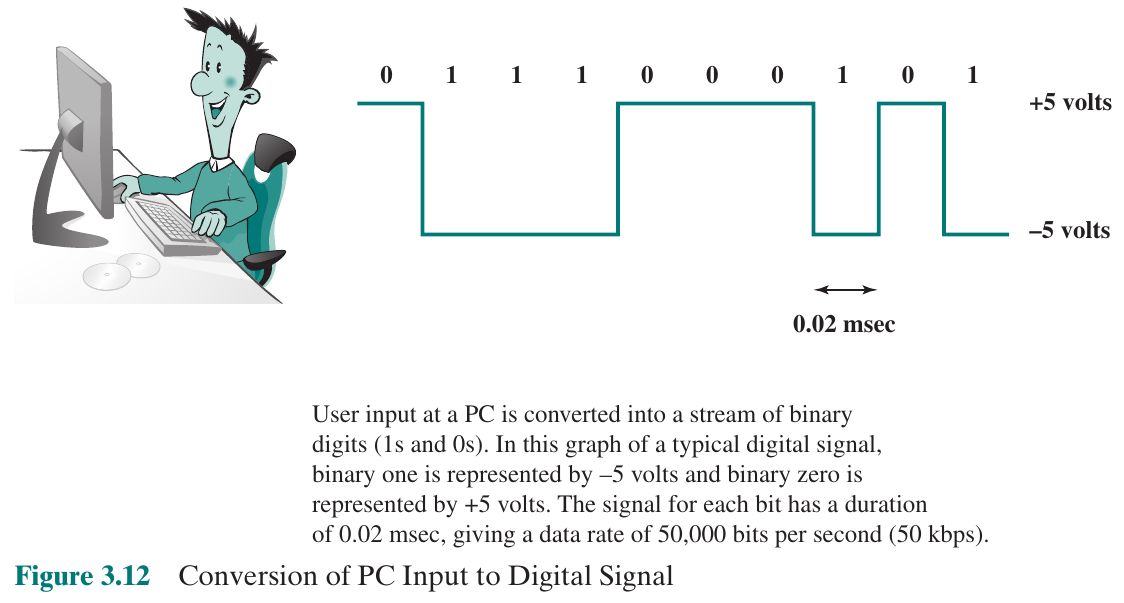 0 1 1 1 0 0 0 1 0 1
+5 volts
–5 volts
0.02 msec
User input at a PC is converted into a stream of binary
digits (1s and 0s). In this graph of a typical digital signal,
binary one is represented by –5 volts and binary zero is
represented by +5 volts. The signal for each bit has a duration
of 0.02 msec, giving a data rate of 50,000 bits per second (50 kbps).
Figure 3.12 Conversion of PC Input to Digital Signal